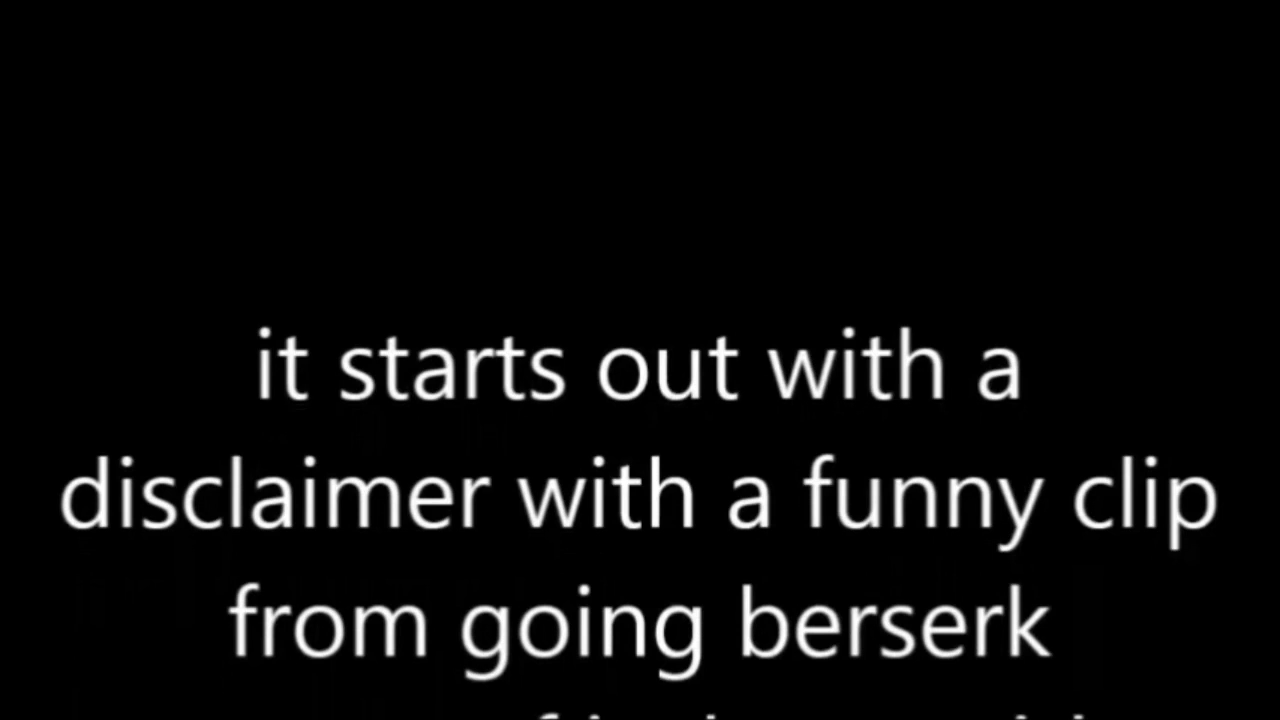 it starts out with a
disclaimer with a funny clip
from going berserk